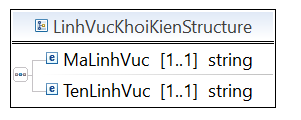 LinhVucKhoiKienStructure
e MaLinhVuc [1..1] string
e TenLinhVuc [1..1] string